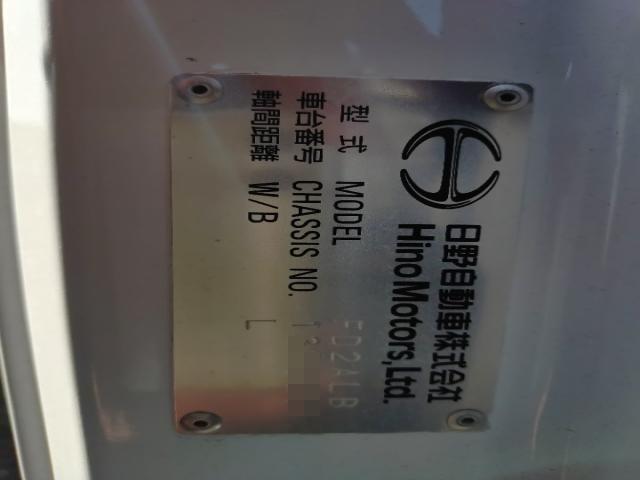 日野自動車株式会社
Hino Motors,Ltd.
型式 MODEL FD2ALB
車台番号 CHASSIS NO.
軸間距離 W/B L